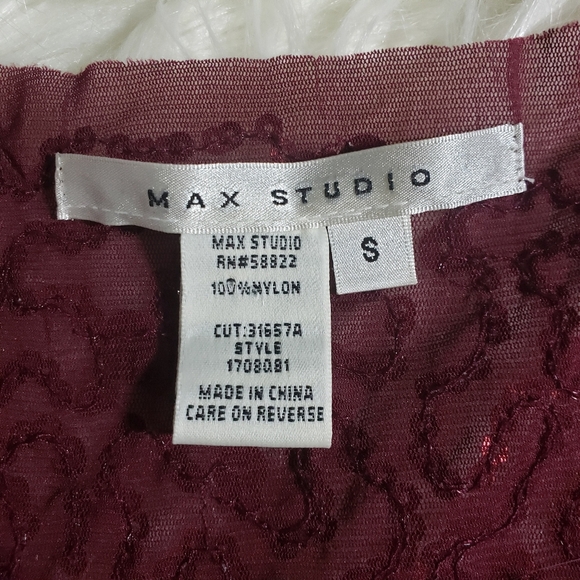 MAX STUDIO
S
MAX STUDIO
RN#58822
100%NYLON
CUT:31657A
STYLE
1708081
MADE IN CHINA
CARE ON REVERSE